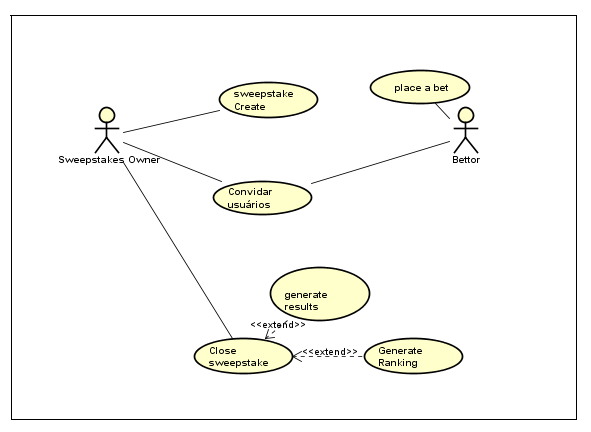 sweepstake
Create
place a bet
Sweepstakes Owner
Bettor
Convidar
usuários
generate
results
<<extend>>
Close
sweepstake
<<extend>>
Generate
Ranking